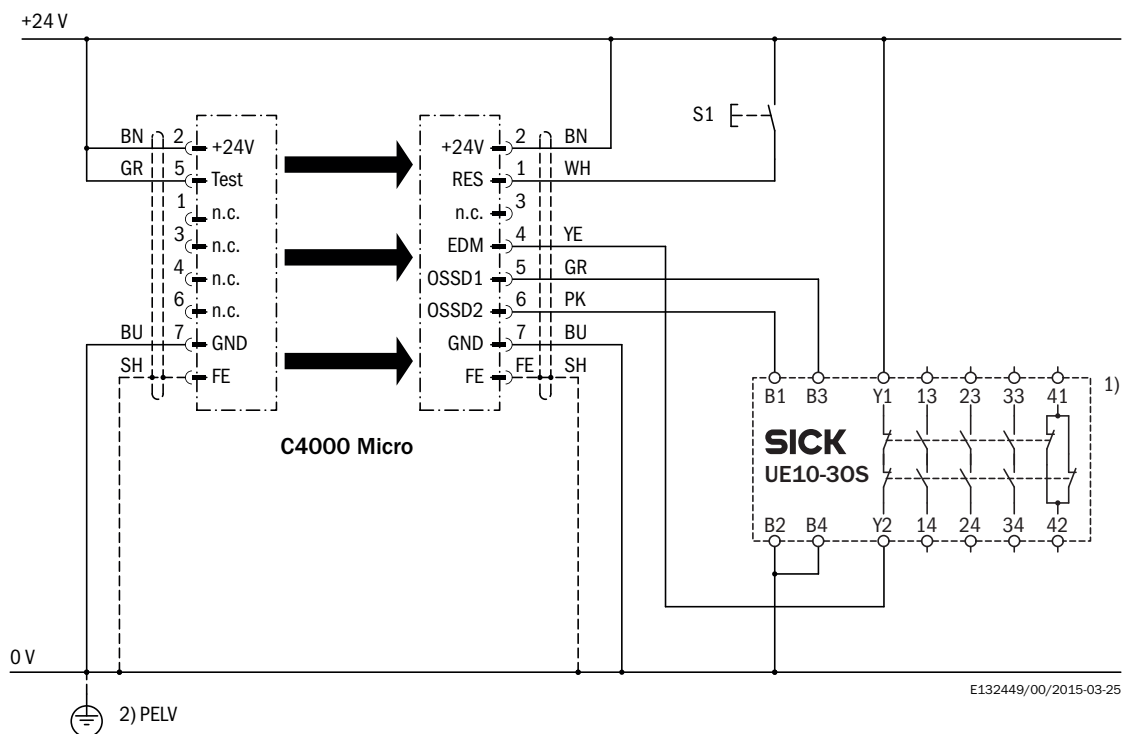 +24 V
S1
BN 2 +24V
GR 5 Test
1 n.c.
3 n.c.
4 n.c.
6 n.c.
BU 7 GND
SH FE
+24V 2 BN
RES 1 WH
n.c. 3
EDM 4 YE
OSSD1 5 GR
OSSD2 6 PK
GND 7 BU
FE FE SH
C4000 Micro
1)
B1 B3 Y1 13 23 33 41
SICK
UE10-30S
B2 B4 Y2 14 24 34 42
0 V
E132449/00/2015-03-25
2) PELV